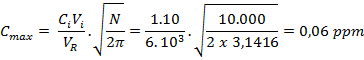 C_max = C_i V_i / V_R . √(N / 2π) = 1.10 / 6.10³ . √(10.000 / 2 x 3,1416) = 0,06 ppm